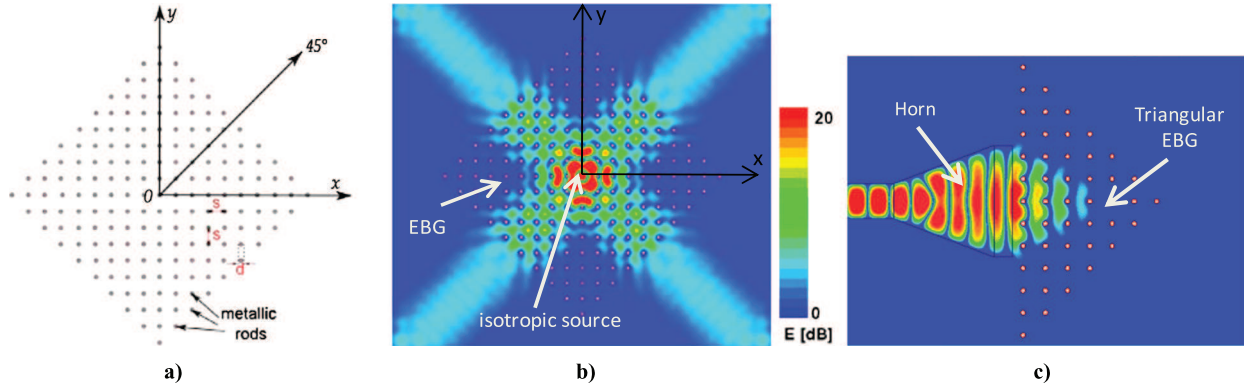 y
45°
x
0
s
s
d
metallic
rods
a)
y
x
EBG
isotropic source
b)
20
0
E [dB]
Horn
Triangular
EBG
c)